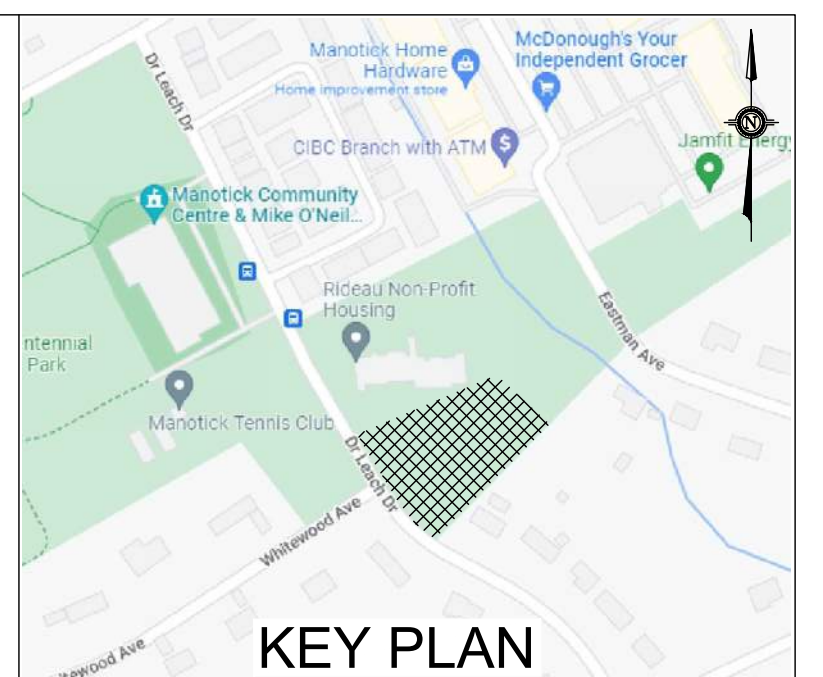 Dr Leach Dr
Manotick Home
Hardware
Home improvement store
McDonough's Your
Independent Grocer
CIBC Branch with ATM
$
N
Jamfit Energy
Manotick Community
Centre & Mike O'Neil...
Rideau Non-Profit
Housing
Eastman Ave
ntennial
Park
Manotick Tennis Club
Dr Leach Dr
Whitewood Ave
hitewood Ave
KEY PLAN